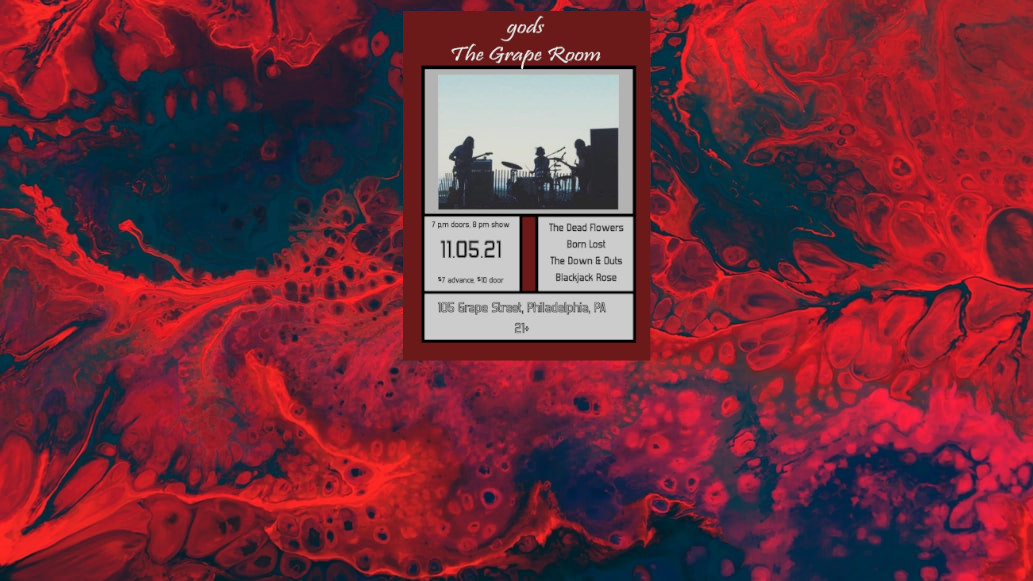 gods
The Grape Room
7 pm doors, 8 pm show
11.05.21
$7 advance, $10 door
The Dead Flowers
Born Lost
The Down & Outs
Blackjack Rose
105 Grape Street, Philadelphia, PA
21+